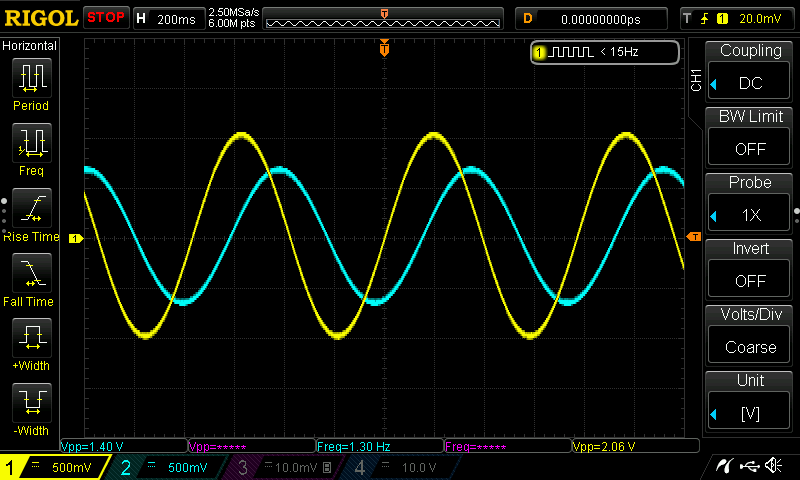 RIGOL STOP H 200ms 2.50MSa/s 6.00M pts T D 0.00000000ps T 1 20.0mV
Horizontal
1 < 15Hz
T
Period
Freq
Rise Time
Fall Time
+Width
-Width
1
T
CH1
Coupling
DC
BW Limit
OFF
Probe
1X
Invert
OFF
Volts/Div
Coarse
Unit
[V]
Vpp=1.40 V Vpp=***** Freq=1.30 Hz Freq=***** Vpp=2.06 V
1 500mV 2 500mV 3 10.0mV B 4 10.0 V